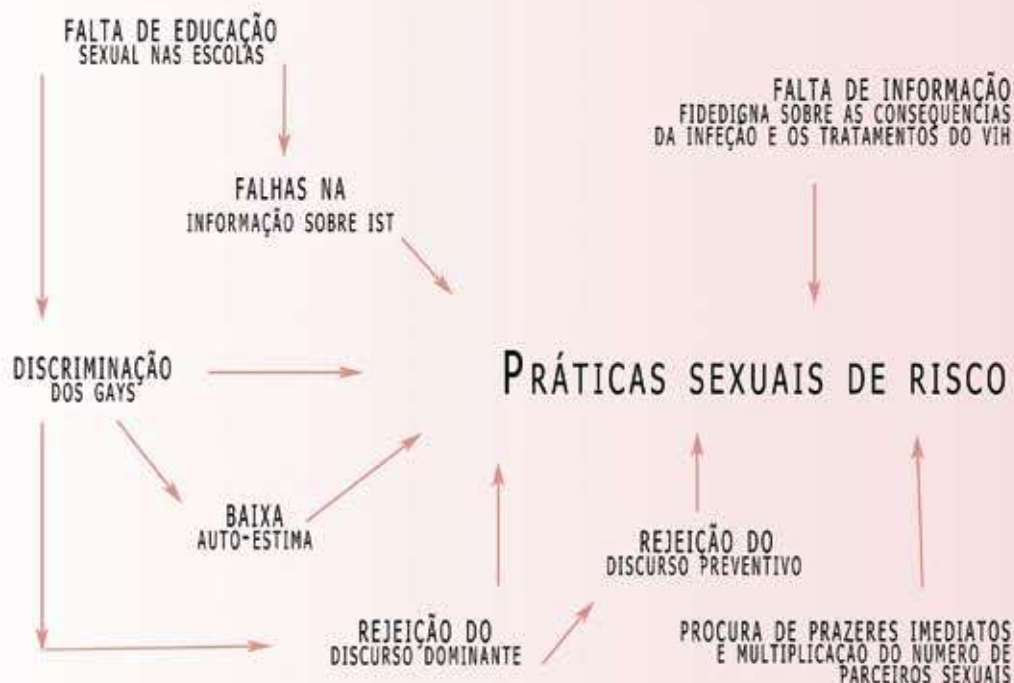 FALTA DE EDUCAÇÃO
SEXUAL NAS ESCOLAS
FALTA DE INFORMAÇÃO
FIDEDIGNA SOBRE AS CONSEQUÊNCIAS
DA INFEÇÃO E OS TRATAMENTOS DO VIH
FALHAS NA
INFORMAÇÃO SOBRE IST
DISCRIMINAÇÃO
DOS GAYS
PRÁTICAS SEXUAIS DE RISCO
BAIXA
AUTO-ESTIMA
REJEIÇÃO DO
DISCURSO PREVENTIVO
REJEIÇÃO DO
DISCURSO DOMINANTE
PROCURA DE PRAZERES IMEDIATOS
E MULTIPLICAÇÃO DO NÚMERO DE
PARCEIROS SEXUAIS